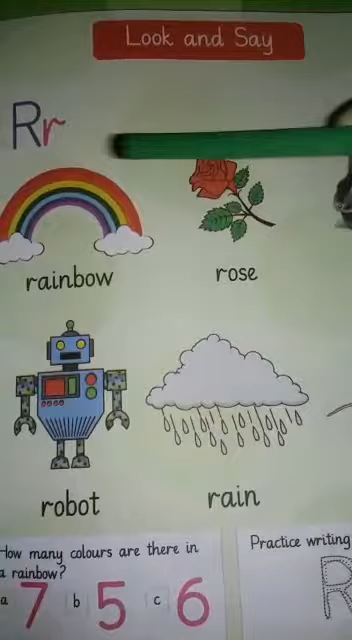 Look and Say
Rr
rainbow rose
robot rain
How many colours are there in
a rainbow?
a 7 b 5 c 6
Practice writing
R